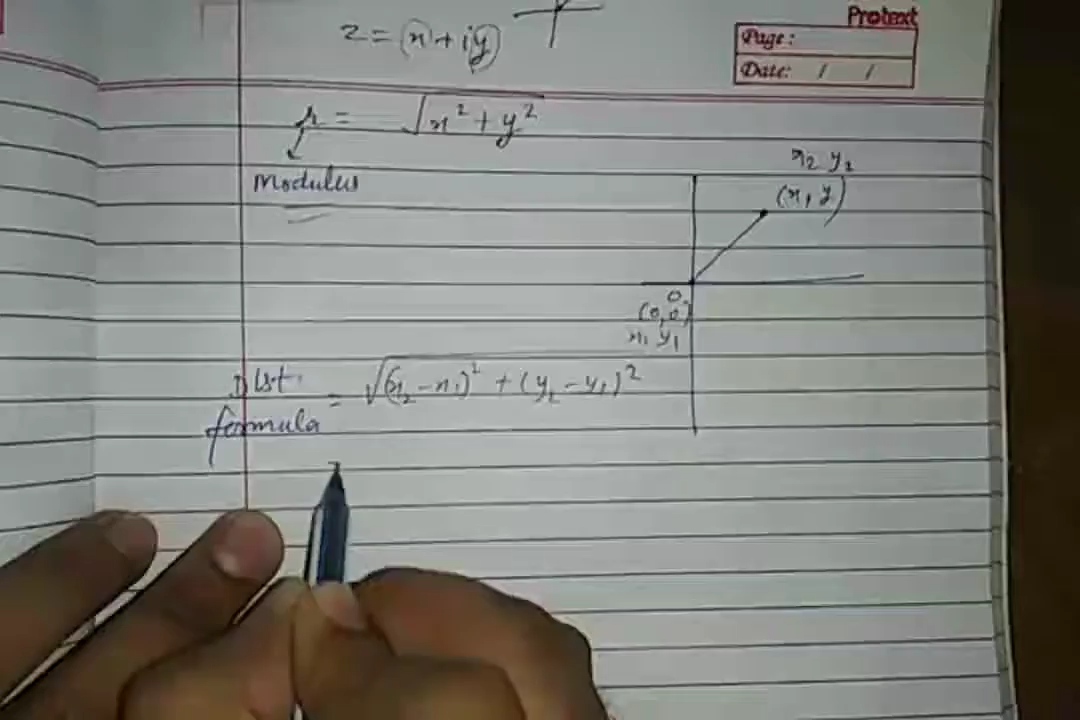 Protext
Page:
Date: / /
z = x + iy
r = √x² + y²
Modulus
x₂ y₂
(x, y)
0
(0, 0)
x₁ y₁
Dist. formula = √(x₂ - x₁)² + (y₂ - y₁)²